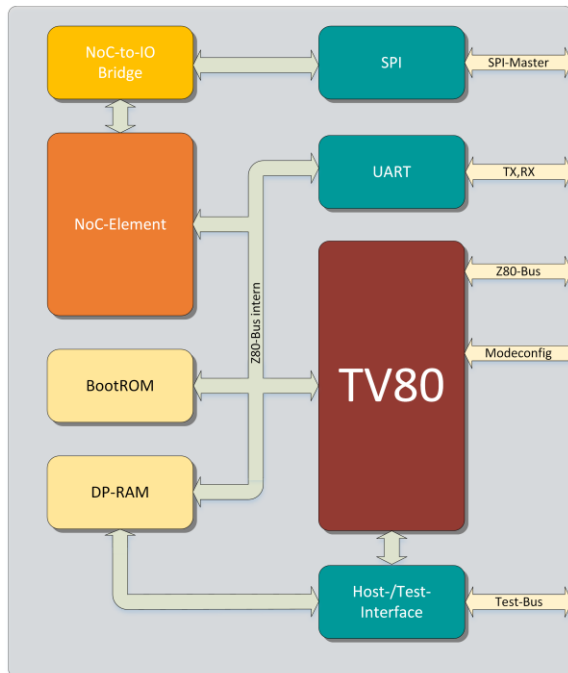 NoC-to-IO
Bridge
SPI
SPI-Master
UART
TX,RX
NoC-Element
Z80-Bus
Z80-Bus intern
Modeconfig
BootROM
TV80
DP-RAM
Host-/Test-
Interface
Test-Bus